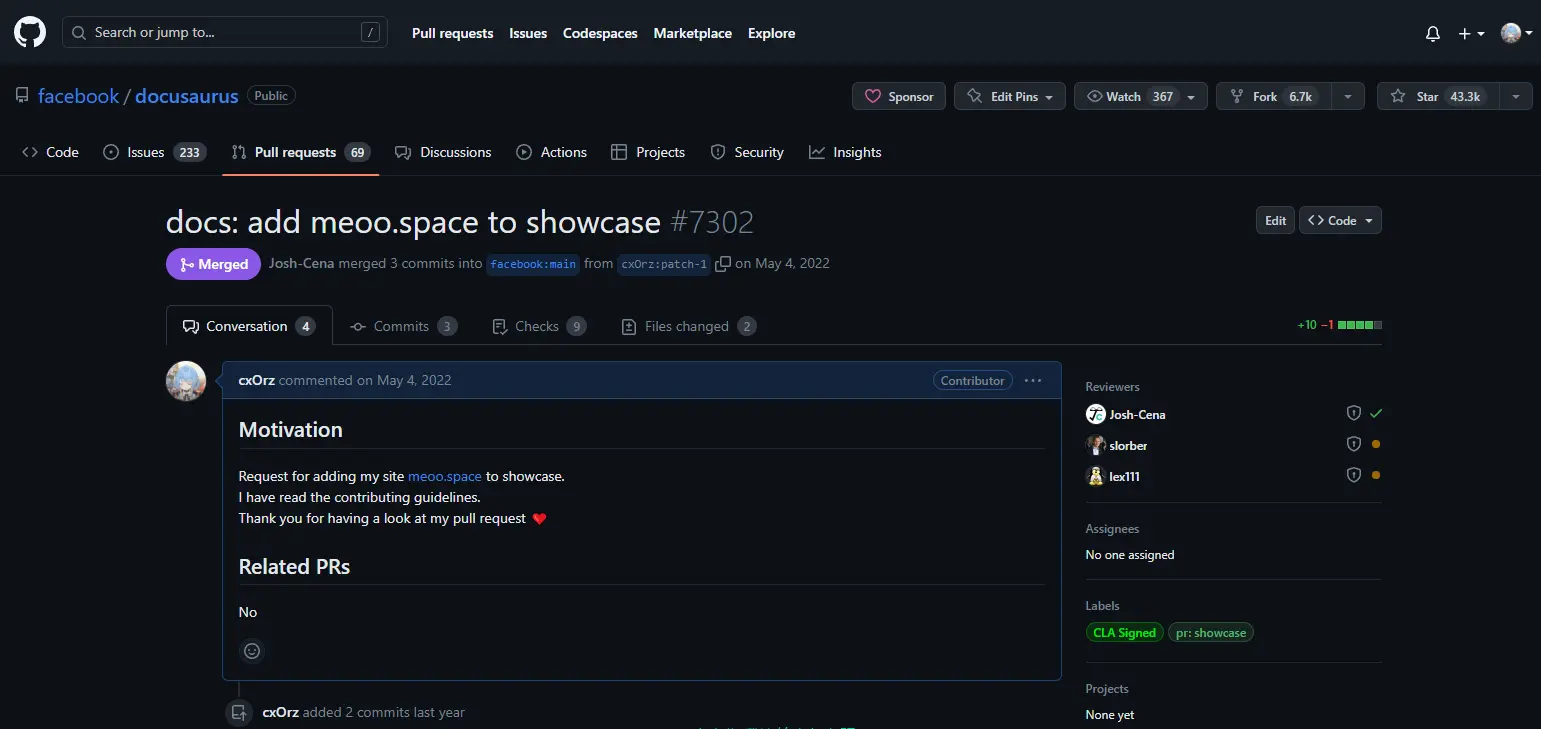 Search or jump to... / Pull requests Issues Codespaces Marketplace Explore
facebook / docusaurus Public Sponsor Edit Pins Watch 367 Fork 6.7k Star 43.3k
Code Issues 233 Pull requests 69 Discussions Actions Projects Security Insights
docs: add meoo.space to showcase #7302 Edit Code
Merged Josh-Cena merged 3 commits into facebook:main from cxOrz:patch-1 on May 4, 2022
Conversation 4 Commits 3 Checks 9 Files changed 2 +10 −1
cxOrz commented on May 4, 2022 Contributor ...
Motivation
Request for adding my site meoo.space to showcase.
I have read the contributing guidelines.
Thank you for having a look at my pull request ❤️
Related PRs
No
cxOrz added 2 commits last year
Reviewers
Josh-Cena
slorber
lex111
Assignees
No one assigned
Labels
CLA Signed pr: showcase
Projects
None yet